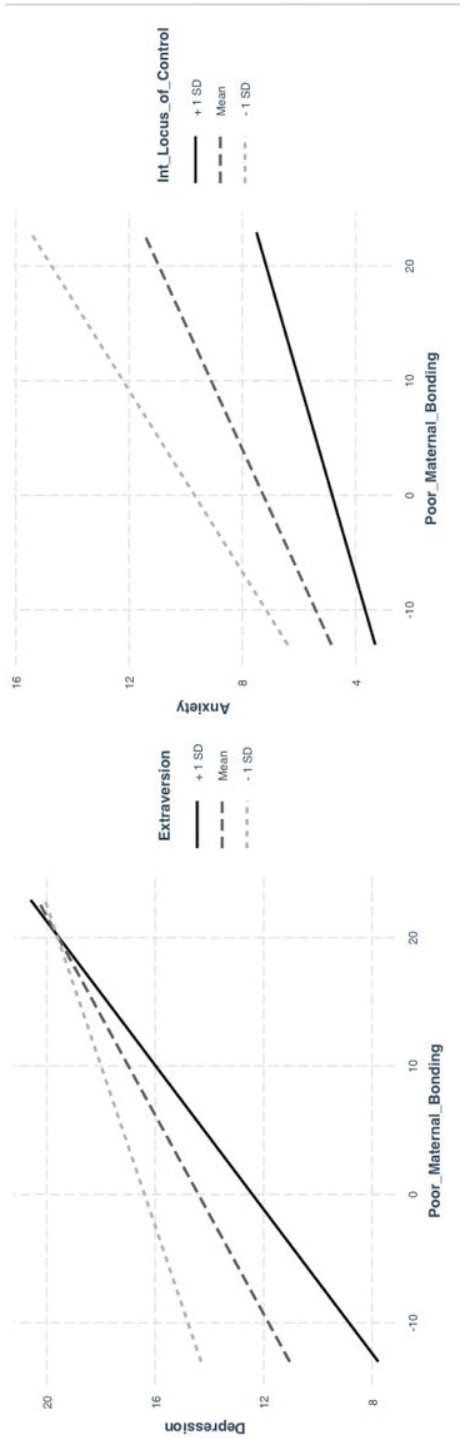 Depression
20
16
12
8
-10
0
10
20
Poor_Maternal_Bonding
Extraversion
+ 1 SD
Mean
- 1 SD
Anxiety
16
12
8
4
-10
0
10
20
Poor_Maternal_Bonding
Int_Locus_of_Control
+ 1 SD
Mean
- 1 SD